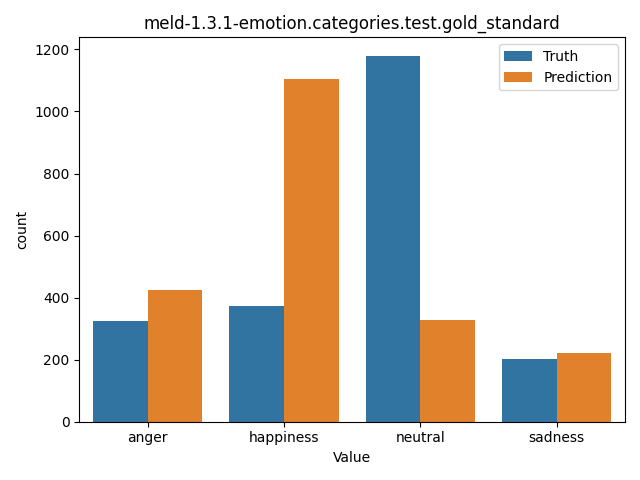 meld-1.3.1-emotion.categories.test.gold_standard
Truth
Prediction
1200
1000
800
600
400
200
0
count
anger
happiness
neutral
sadness
Value